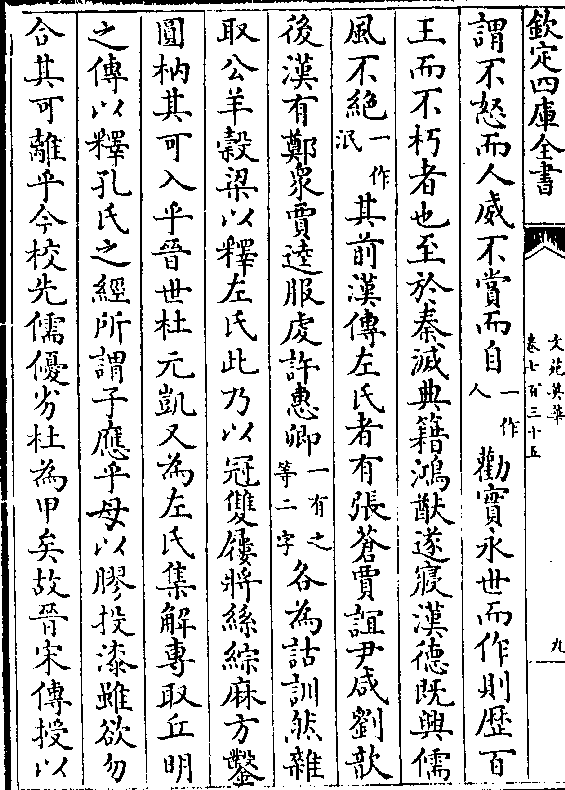 欽定四庫全書
文苑英華
卷七百三十五
九
謂不怒而人威不賞而自一作人勸實永世而作則歴百
王而不朽者也至於秦滅典籍鴻猷遂寝漢德既興儒
風不絶一作泯其前漢傳左氏者有張蒼賈誼尹咸劉歆
後漢有鄭衆賈逵服虔許惠卿一有之等二字各為詁訓然雜
取公羊榖梁以釋左氏此乃以冠雙屨將絲綜麻方鑿
圓枘其可入乎晉世杜元凱又為左氏集解專取丘明
之傳以釋孔氏之經所謂子應乎母以膠投漆雖欲勿
合其可離乎今校先儒優劣杜為甲矣故晉宋傳授以